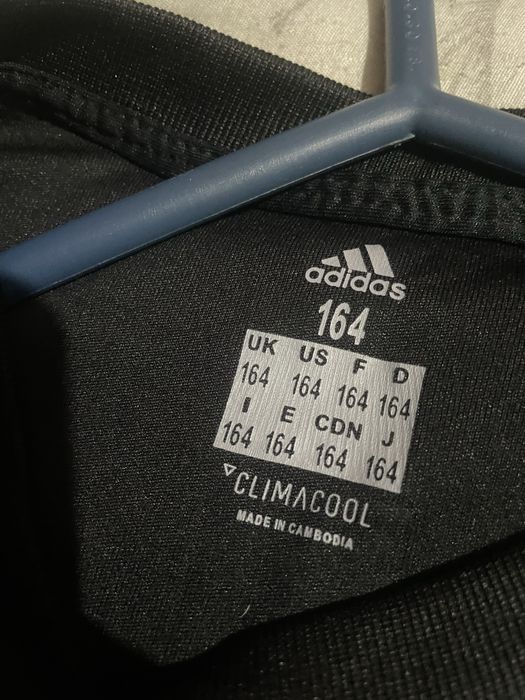 adidas
164
UK US F D
164 164 164 164
I E CDN J
164 164 164 164
CLIMACOOL
MADE IN CAMBODIA